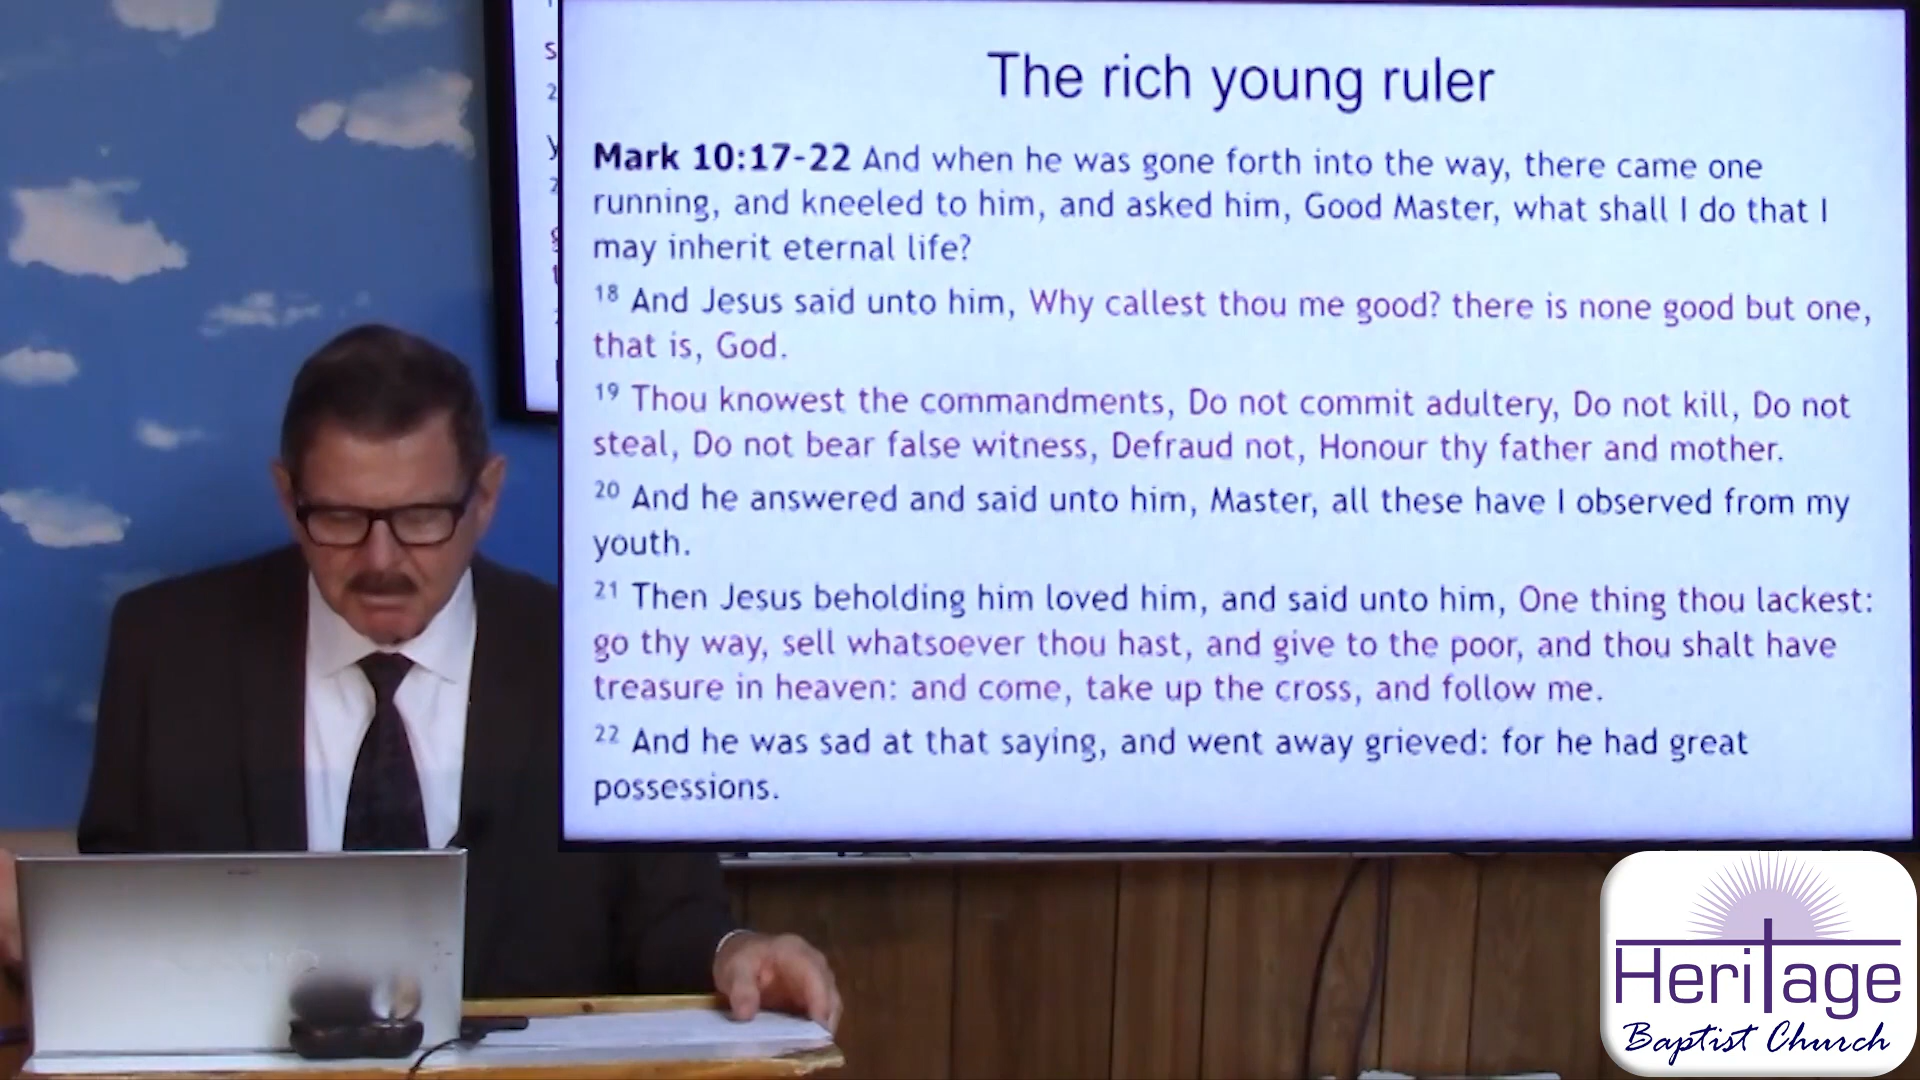 The rich young ruler
Mark 10:17-22 And when he was gone forth into the way, there came one
running, and kneeled to him, and asked him, Good Master, what shall I do that I
may inherit eternal life?
18 And Jesus said unto him, Why callest thou me good? there is none good but one,
that is, God.
19 Thou knowest the commandments, Do not commit adultery, Do not kill, Do not
steal, Do not bear false witness, Defraud not, Honour thy father and mother.
20 And he answered and said unto him, Master, all these have I observed from my
youth.
21 Then Jesus beholding him loved him, and said unto him, One thing thou lackest:
go thy way, sell whatsoever thou hast, and give to the poor, and thou shalt have
treasure in heaven: and come, take up the cross, and follow me.
22 And he was sad at that saying, and went away grieved: for he had great
possessions.
Heritage
Baptist Church